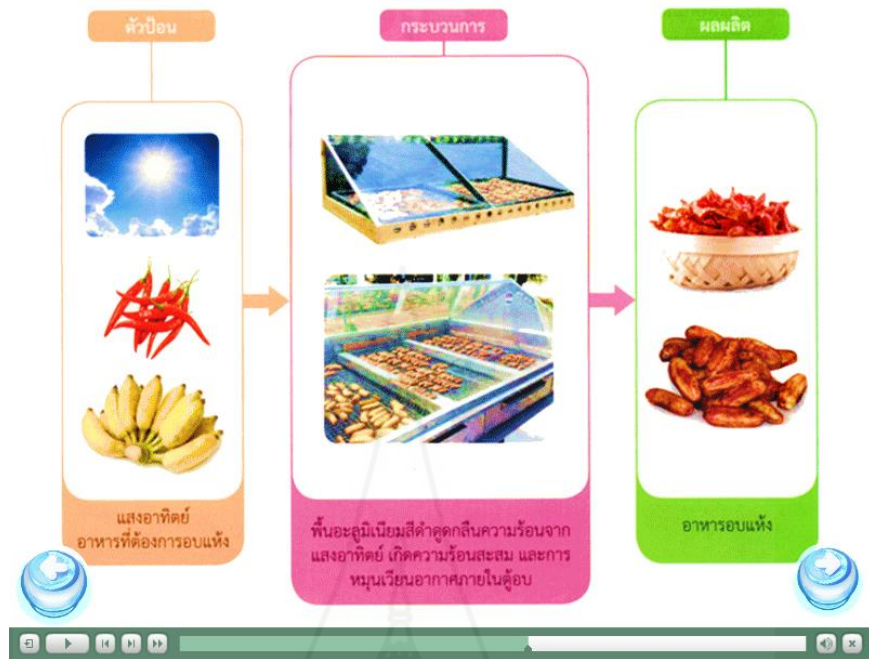 ตัวป้อน
กระบวนการ
ผลผลิต
แสงอาทิตย์
อาหารที่ต้องการอบแห้ง
พื้นอะลูมิเนียมสีดำดูดกลืนความร้อนจาก
แสงอาทิตย์ เกิดความร้อนสะสม และการ
หมุนเวียนอากาศภายในตู้อบ
อาหารอบแห้ง